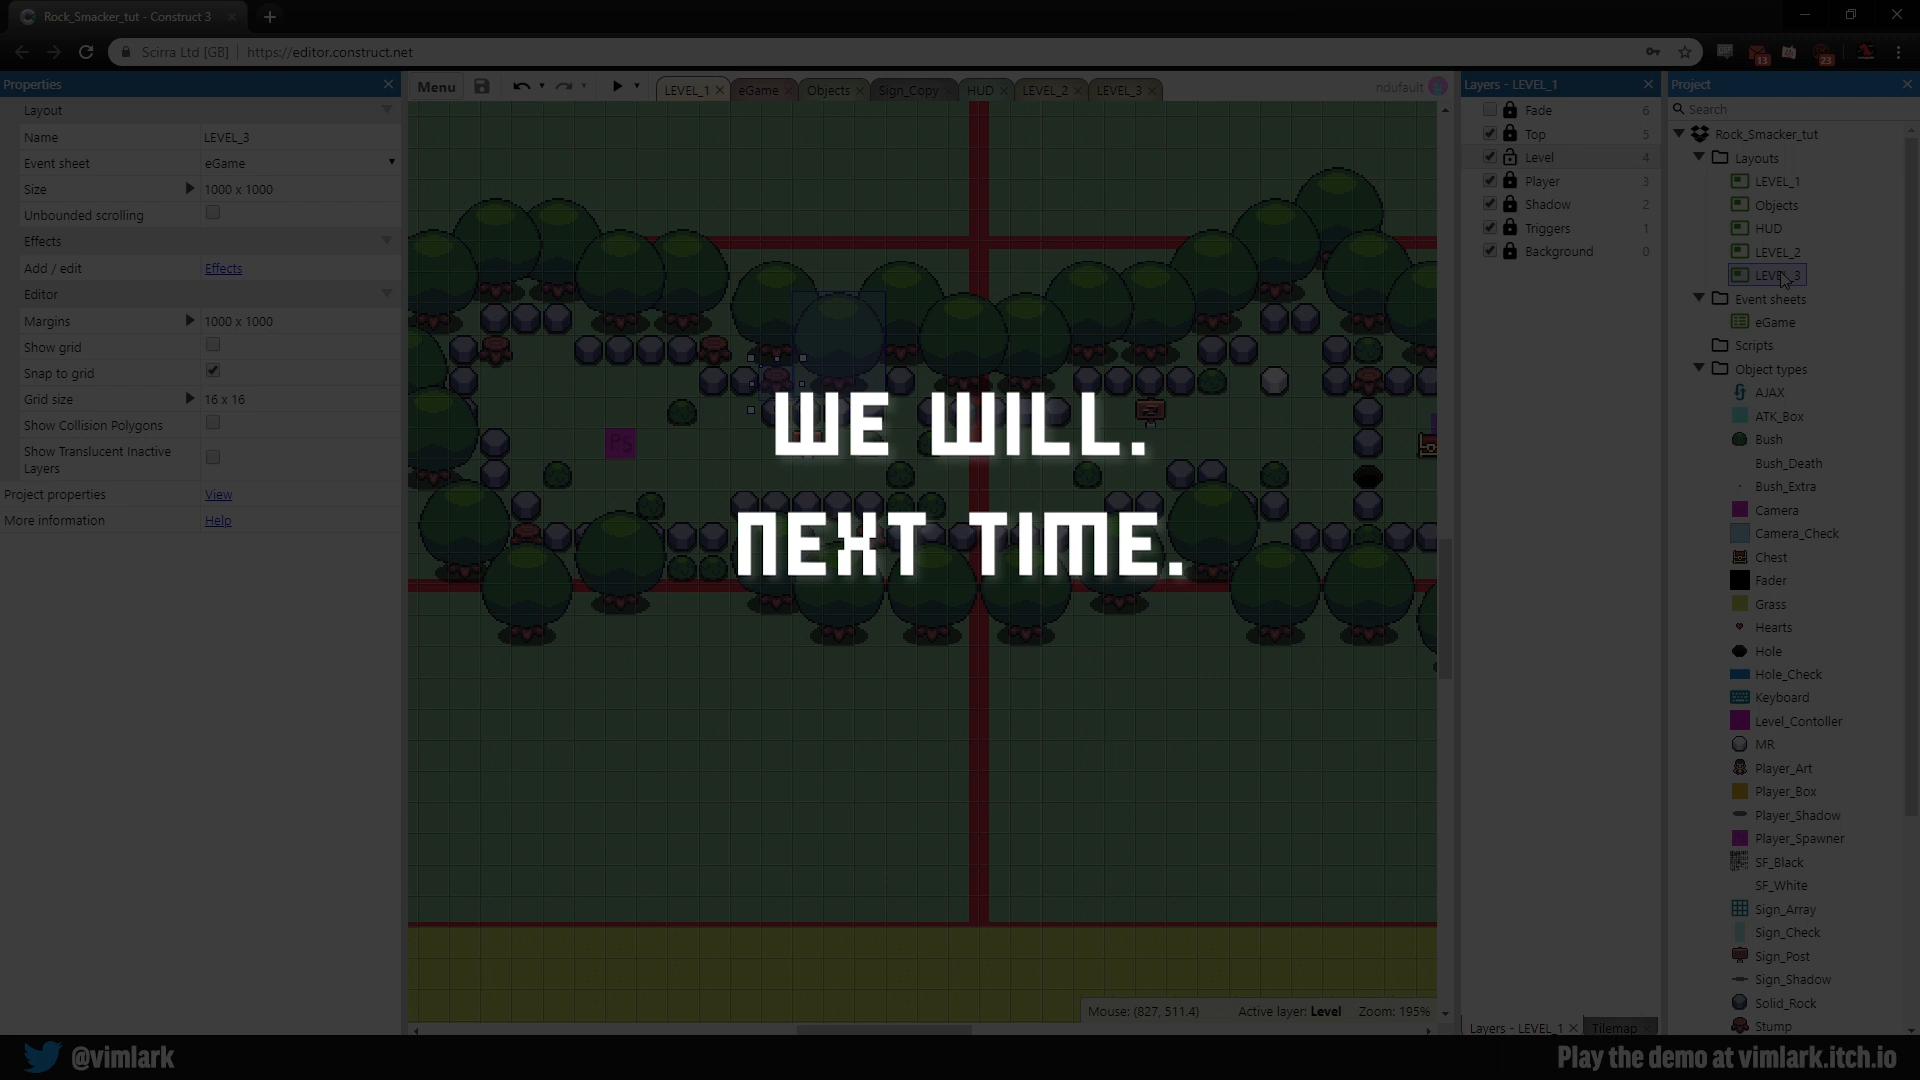 Rock_Smacker_tut - Construct 3
Scirra Ltd [GB] | https://editor.construct.net
13
23
Properties
Layout
Name LEVEL_3
Event sheet eGame
Size 1000 x 1000
Unbounded scrolling
Effects
Add / edit Effects
Editor
Margins 1000 x 1000
Show grid
Snap to grid
Grid size 16 x 16
Show Collision Polygons
Show Translucent Inactive
Layers
Project properties View
More information Help
Menu
LEVEL_1
eGame
Objects
Sign_Copy
HUD
LEVEL_2
LEVEL_3
ndufault
PS
WE WILL.
NEXT TIME.
Mouse: (827, 511.4) Active layer: Level Zoom: 195%
Layers - LEVEL_1
Fade 6
Top 5
Level 4
Player 3
Shadow 2
Triggers 1
Background 0
Layers - LEVEL_1
Tilemap
Project
Search
Rock_Smacker_tut
Layouts
LEVEL_1
Objects
HUD
LEVEL_2
LEVEL_3
Event sheets
eGame
Scripts
Object types
AJAX
ATK_Box
Bush
Bush_Death
Bush_Extra
Camera
Camera_Check
Chest
Fader
Grass
Hearts
Hole
Hole_Check
Keyboard
Level_Contoller
MR
Player_Art
Player_Box
Player_Shadow
Player_Spawner
SF_Black
SF_White
Sign_Array
Sign_Check
Sign_Post
Sign_Shadow
Solid_Rock
Stump
@vimlark
Play the demo at vimlark.itch.io